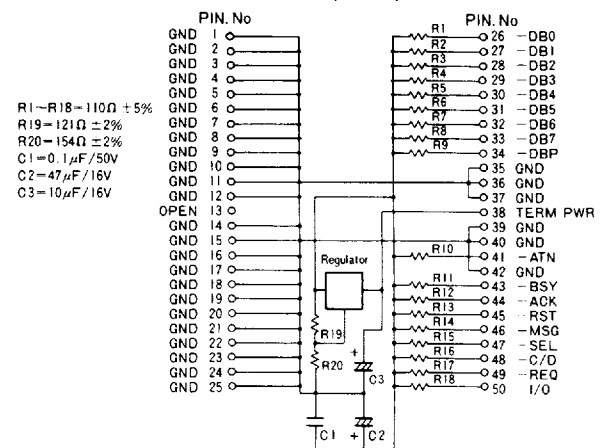 PIN. No
GND 1
GND 2
GND 3
GND 4
GND 5
GND 6
GND 7
GND 8
GND 9
GND 10
GND 11
GND 12
OPEN 13
GND 14
GND 15
GND 16
GND 17
GND 18
GND 19
GND 20
GND 21
GND 22
GND 23
GND 24
GND 25
R1-R18=110Ω ±5%
R19=121Ω ±2%
R20=154Ω ±2%
C1=0.1μF/50V
C2=47μF/16V
C3=10μF/16V
Regulator
R19
R20
+
C3
C1
+
C2
PIN. No
R1 26 -DB0
R2 27 -DB1
R3 28 -DB2
R4 29 -DB3
R5 30 -DB4
R6 31 -DB5
R7 32 -DB6
R8 33 -DB7
R9 34 -DBP
35 GND
36 GND
37 GND
38 TERM PWR
39 GND
40 GND
R10 41 -ATN
42 GND
R11 43 -BSY
R12 44 -ACK
R13 45 -RST
R14 46 -MSG
R15 47 -SEL
R16 48 -C/D
R17 49 -REQ
R18 50 I/O